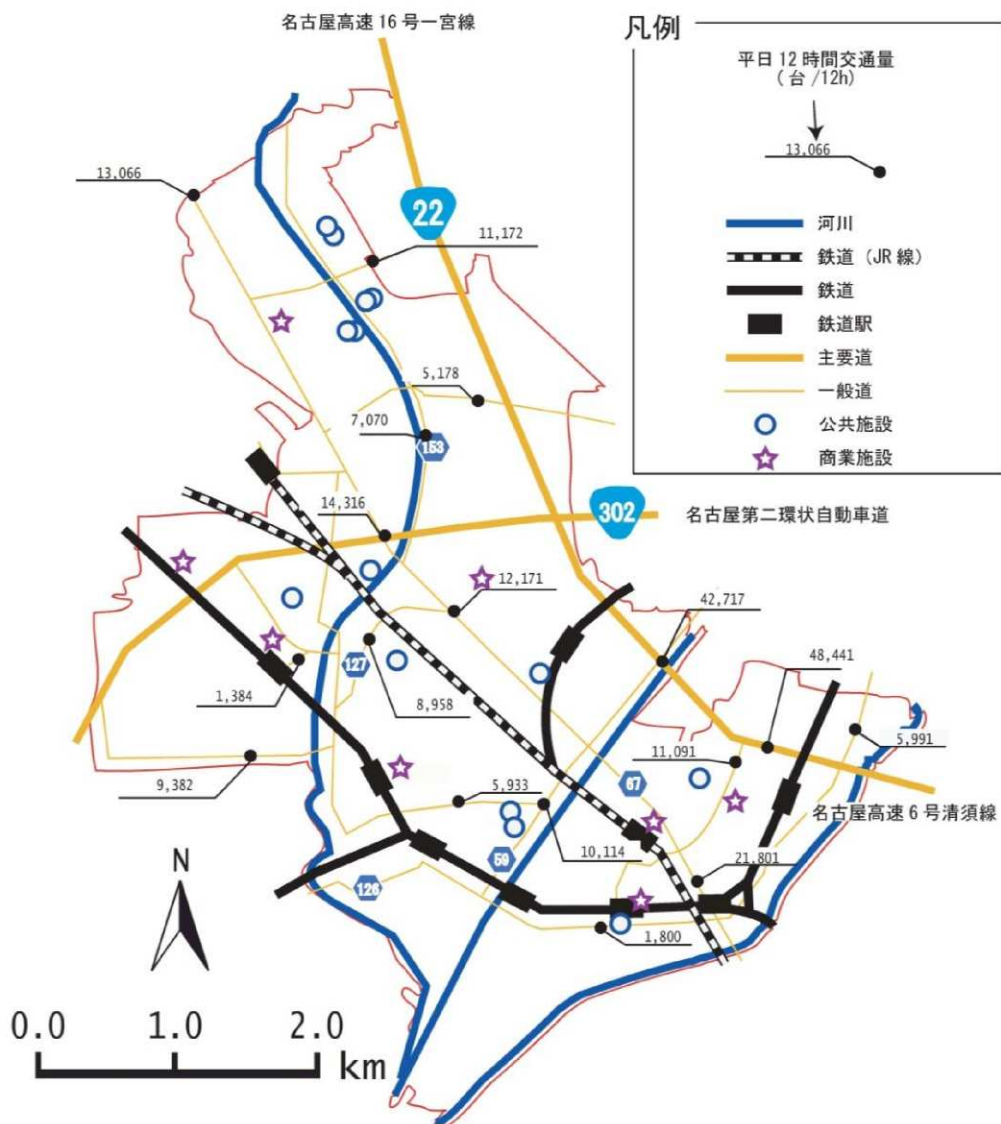 名古屋高速16号一宮線
凡例
平日12時間交通量
(台/12h)
13,066
河川
鉄道（JR線）
鉄道
鉄道駅
主要道
一般道
公共施設
商業施設
13,066
22
11,172
5,178
7,070
153
14,316
302
名古屋第二環状自動車道
12,171
42,717
127
48,441
1,384
8,958
11,091
5,991
9,382
5,933
67
名古屋高速6号清須線
10,114
59
21,801
126
1,800
N
0.0 1.0 2.0
km